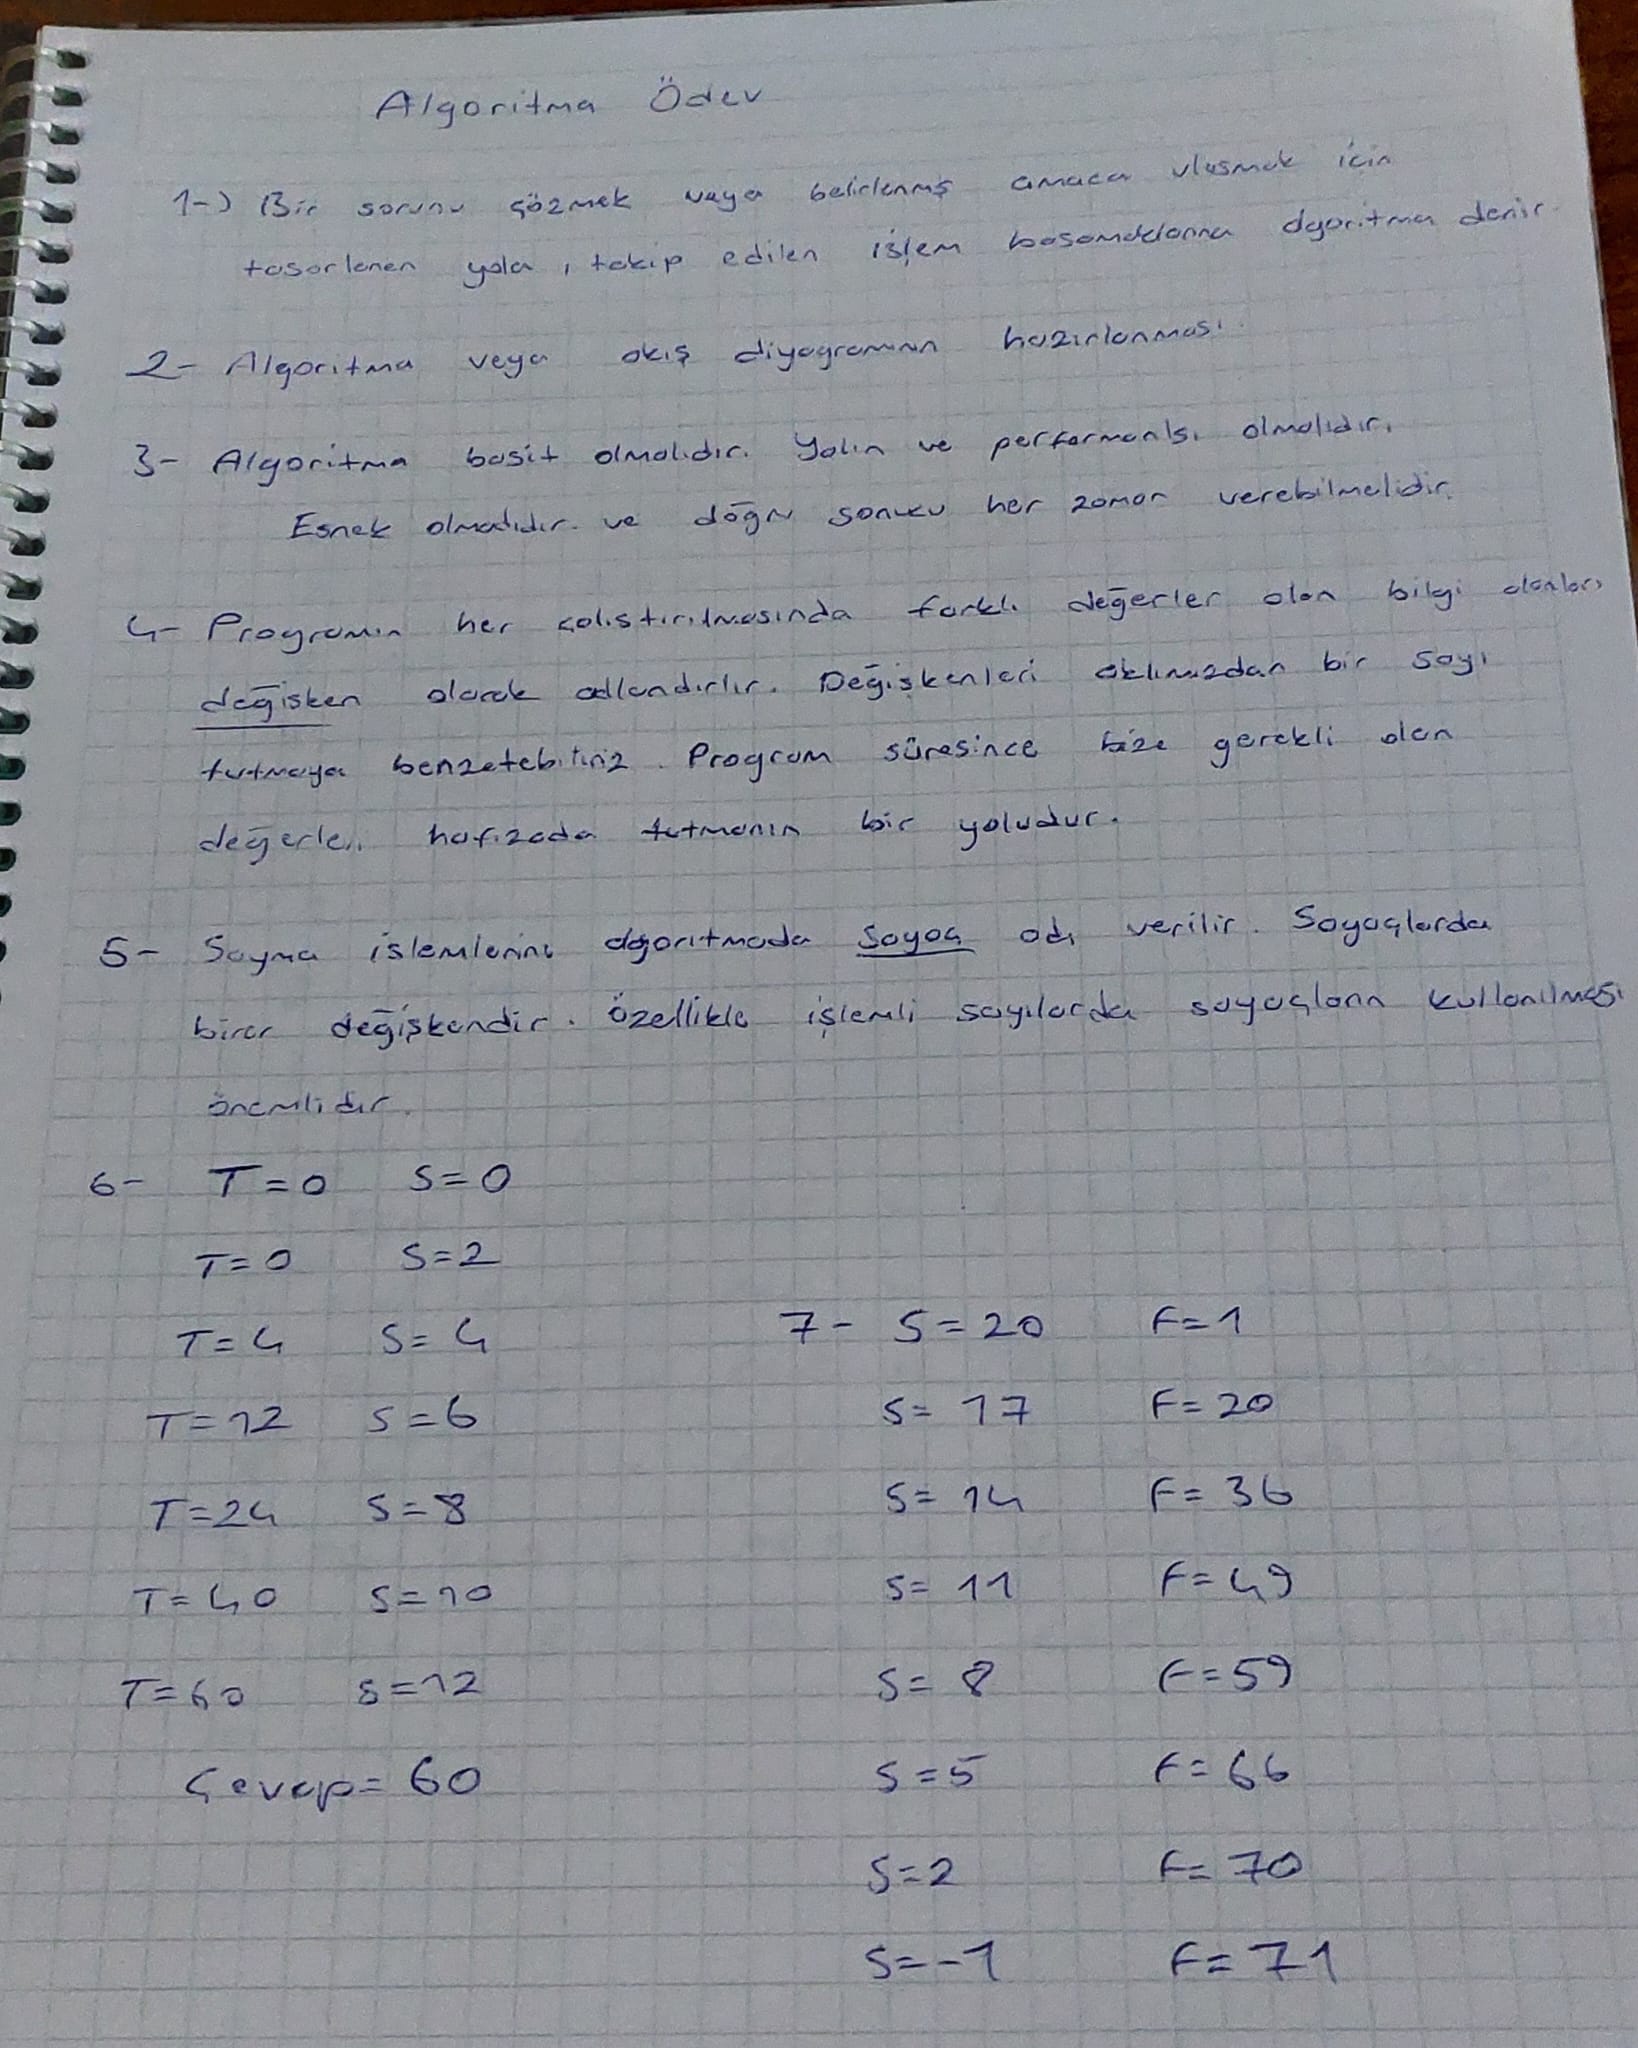 Algoritma Ödev
1-) Bir sorunu çözmek veya belirlenmiş amaca ulaşmak için
tasarlanan yola, takip edilen işlem basamaklarına algoritma denir.
2- Algoritma veya akış diyagramının hazırlanması.
3- Algoritma basit olmalıdır. Yalın ve performanslı olmalıdır.
Esnek olmalıdır. ve doğru sonucu her zaman verebilmelidir.
4- Programın her çalıştırılmasında farklı değerler alan bilgi alanları
değişken olarak adlandırlır. Değişkenleri aklımızdan bir sayı
tutmaya benzetebiliriz. Program süresince bize gerekli olan
değerleri hafızada tutmanın bir yoludur.
5- Sayma işlemlerini algoritmada sayaç adı verilir. Sayaçlarda
birer değişkendir. Özellikle işlemli sayılarda sayaçların kullanılması
önemlidir.
6- T=0 S=0
T=0 S=2
T=4 S=4
T=12 S=6
T=24 S=8
T=40 S=10
T=60 S=12
Cevap= 60
7- S=20 F=1
S= 17 F=20
S= 14 F=36
S= 11 F=49
S= 8 F=59
S=5 F=66
S=2 F=70
S=-1 F=71